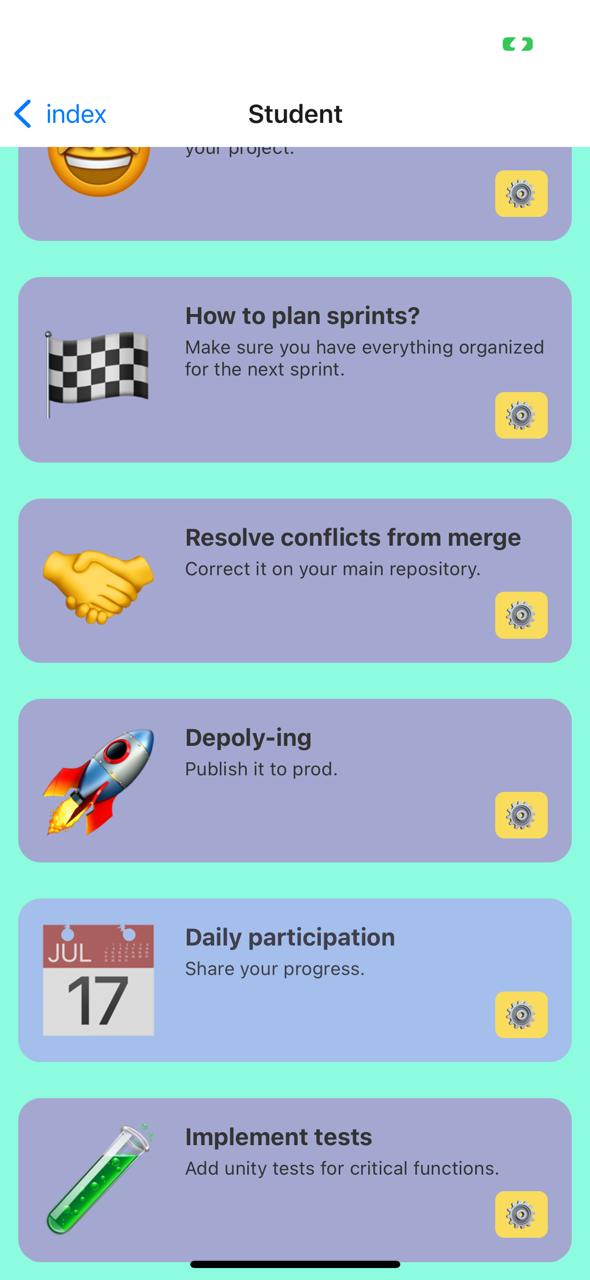 index
Student
your project.
How to plan sprints?
Make sure you have everything organized
for the next sprint.
Resolve conflicts from merge
Correct it on your main repository.
Depoly-ing
Publish it to prod.
JUL
17
Daily participation
Share your progress.
Implement tests
Add unity tests for critical functions.